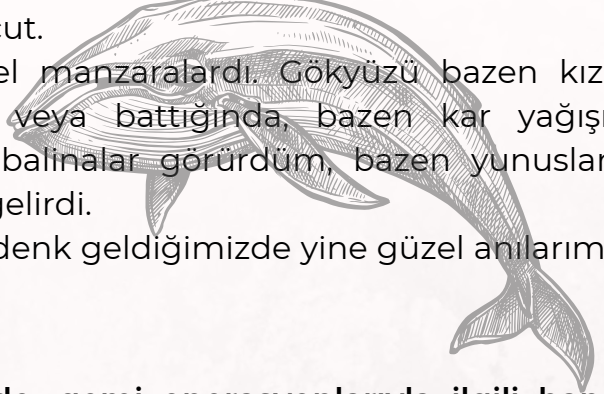 cut.
el manzaralardı. Gökyüzü bazen kız
veya battığında, bazen kar yağışı
balinalar görürdüm, bazen yunuslar
gelirdi.
denk geldiğimizde yine güzel anılarım